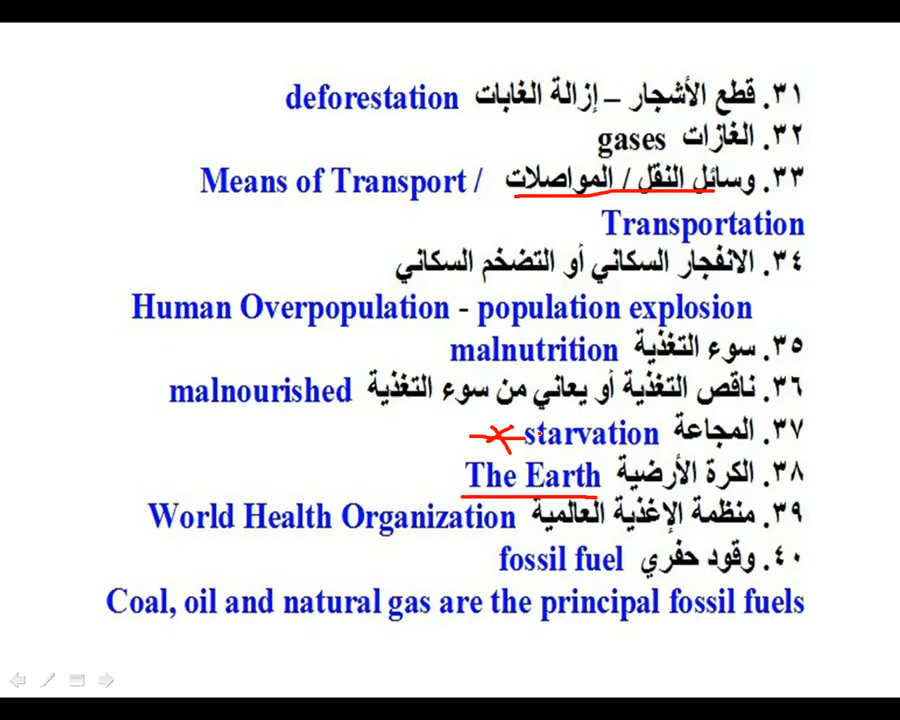 ٣١. قطع الأشجار – إزالة الغابات deforestation
٣٢. الغازات gases
٣٣. وسائل النقل / المواصلات Means of Transport /
Transportation
٣٤. الانفجار السكاني أو التضخم السكاني
Human Overpopulation - population explosion
٣٥. سوء التغذية malnutrition
٣٦. ناقص التغذية أو يعاني من سوء التغذية malnourished
٣٧. المجاعة starvation
٣٨. الكرة الأرضية The Earth
٣٩. منظمة الإغذية العالمية World Health Organization
٤٠. وقود حفري fossil fuel
Coal, oil and natural gas are the principal fossil fuels